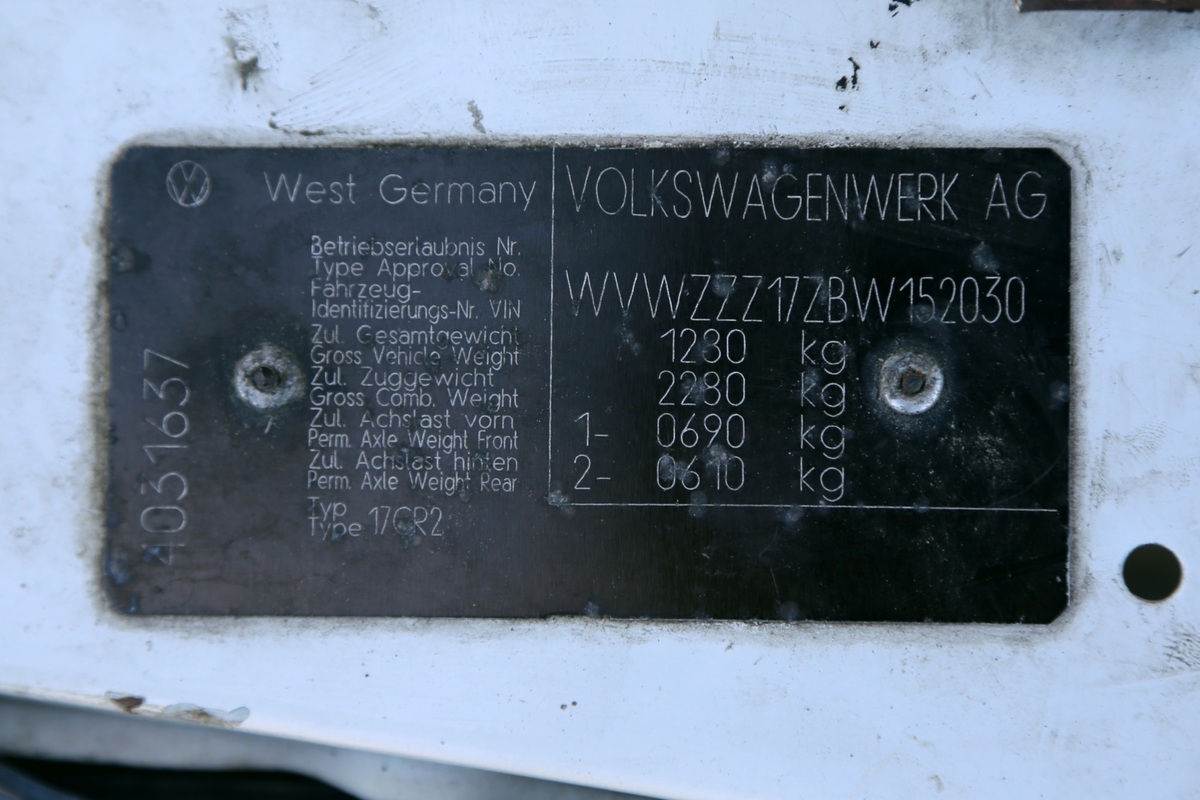 West Germany
VOLKSWAGENWERK AG
Betriebserlaubnis Nr.
Type Approval No.
Fahrzeug-
Identifizierungs-Nr. VIN
WVWZZZ17ZBW152030
Zul. Gesamtgewicht
Gross Vehicle Weight
1280 kg
Zul. Zuggewicht
Gross Comb. Weight
2280 kg
Zul. Achslast vorn
Perm. Axle Weight Front
1- 0690 kg
Zul. Achslast hinten
Perm. Axle Weight Rear
2- 0610 kg
Typ
Type 17CR2
4031637